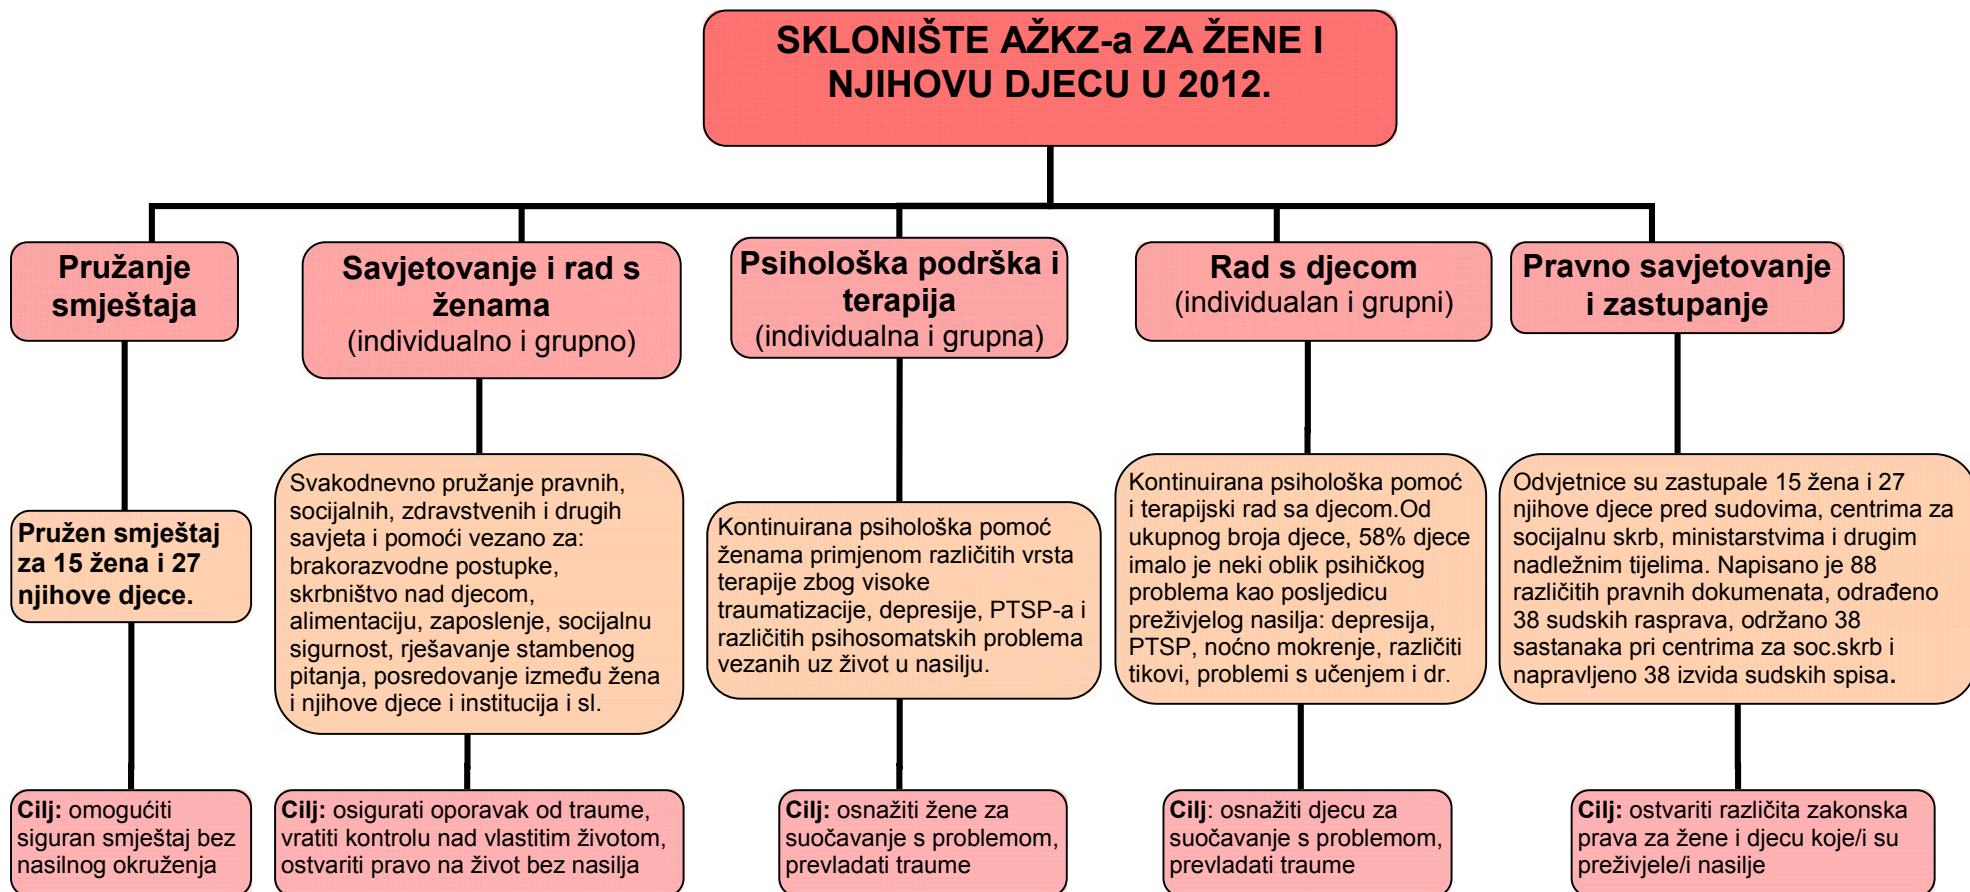 SKLONIŠTE AŽKZ-a ZA ŽENE I
NJIHOVU DJECU U 2012.
Pružanje
smještaja
Savjetovanje i rad s
ženama
(individualno i grupno)
Psihološka podrška i
terapija
(individualna i grupna)
Rad s djecom
(individualan i grupni)
Pravno savjetovanje
i zastupanje
Pružen smještaj
za 15 žena i 27
njihove djece.
Svakodnevno pružanje pravnih,
socijalnih, zdravstvenih i drugih
savjeta i pomoći vezano za:
brakorazvodne postupke,
skrbništvo nad djecom,
alimentaciju, zaposlenje, socijalnu
sigurnost, rješavanje stambenog
pitanja, posredovanje između žena
i njihove djece i institucija i sl.
Kontinuirana psihološka pomoć
ženama primjenom različitih vrsta
terapije zbog visoke
traumatizacije, depresije, PTSP-a i
različitih psihosomatskih problema
vezanih uz život u nasilju.
Kontinuirana psihološka pomoć
i terapijski rad sa djecom.Od
ukupnog broja djece, 58% djece
imalo je neki oblik psihičkog
problema kao posljedicu
preživjelog nasilja: depresija,
PTSP, noćno mokrenje, različiti
tikovi, problemi s učenjem i dr.
Odvjetnice su zastupale 15 žena i 27
njihove djece pred sudovima, centrima za
socijalnu skrb, ministarstvima i drugim
nadležnim tijelima. Napisano je 88
različitih pravnih dokumenata, odrađeno
38 sudskih rasprava, održano 38
sastanaka pri centrima za soc.skrb i
napravljeno 38 izvida sudskih spisa.
Cilj: omogućiti
siguran smještaj bez
nasilnog okruženja
Cilj: osigurati oporavak od traume,
vratiti kontrolu nad vlastitim životom,
ostvariti pravo na život bez nasilja
Cilj: osnažiti žene za
suočavanje s problemom,
prevladati traume
Cilj: osnažiti djecu za
suočavanje s problemom,
prevladati traume
Cilj: ostvariti različita zakonska
prava za žene i djecu koje/i su
preživjele/i nasilje